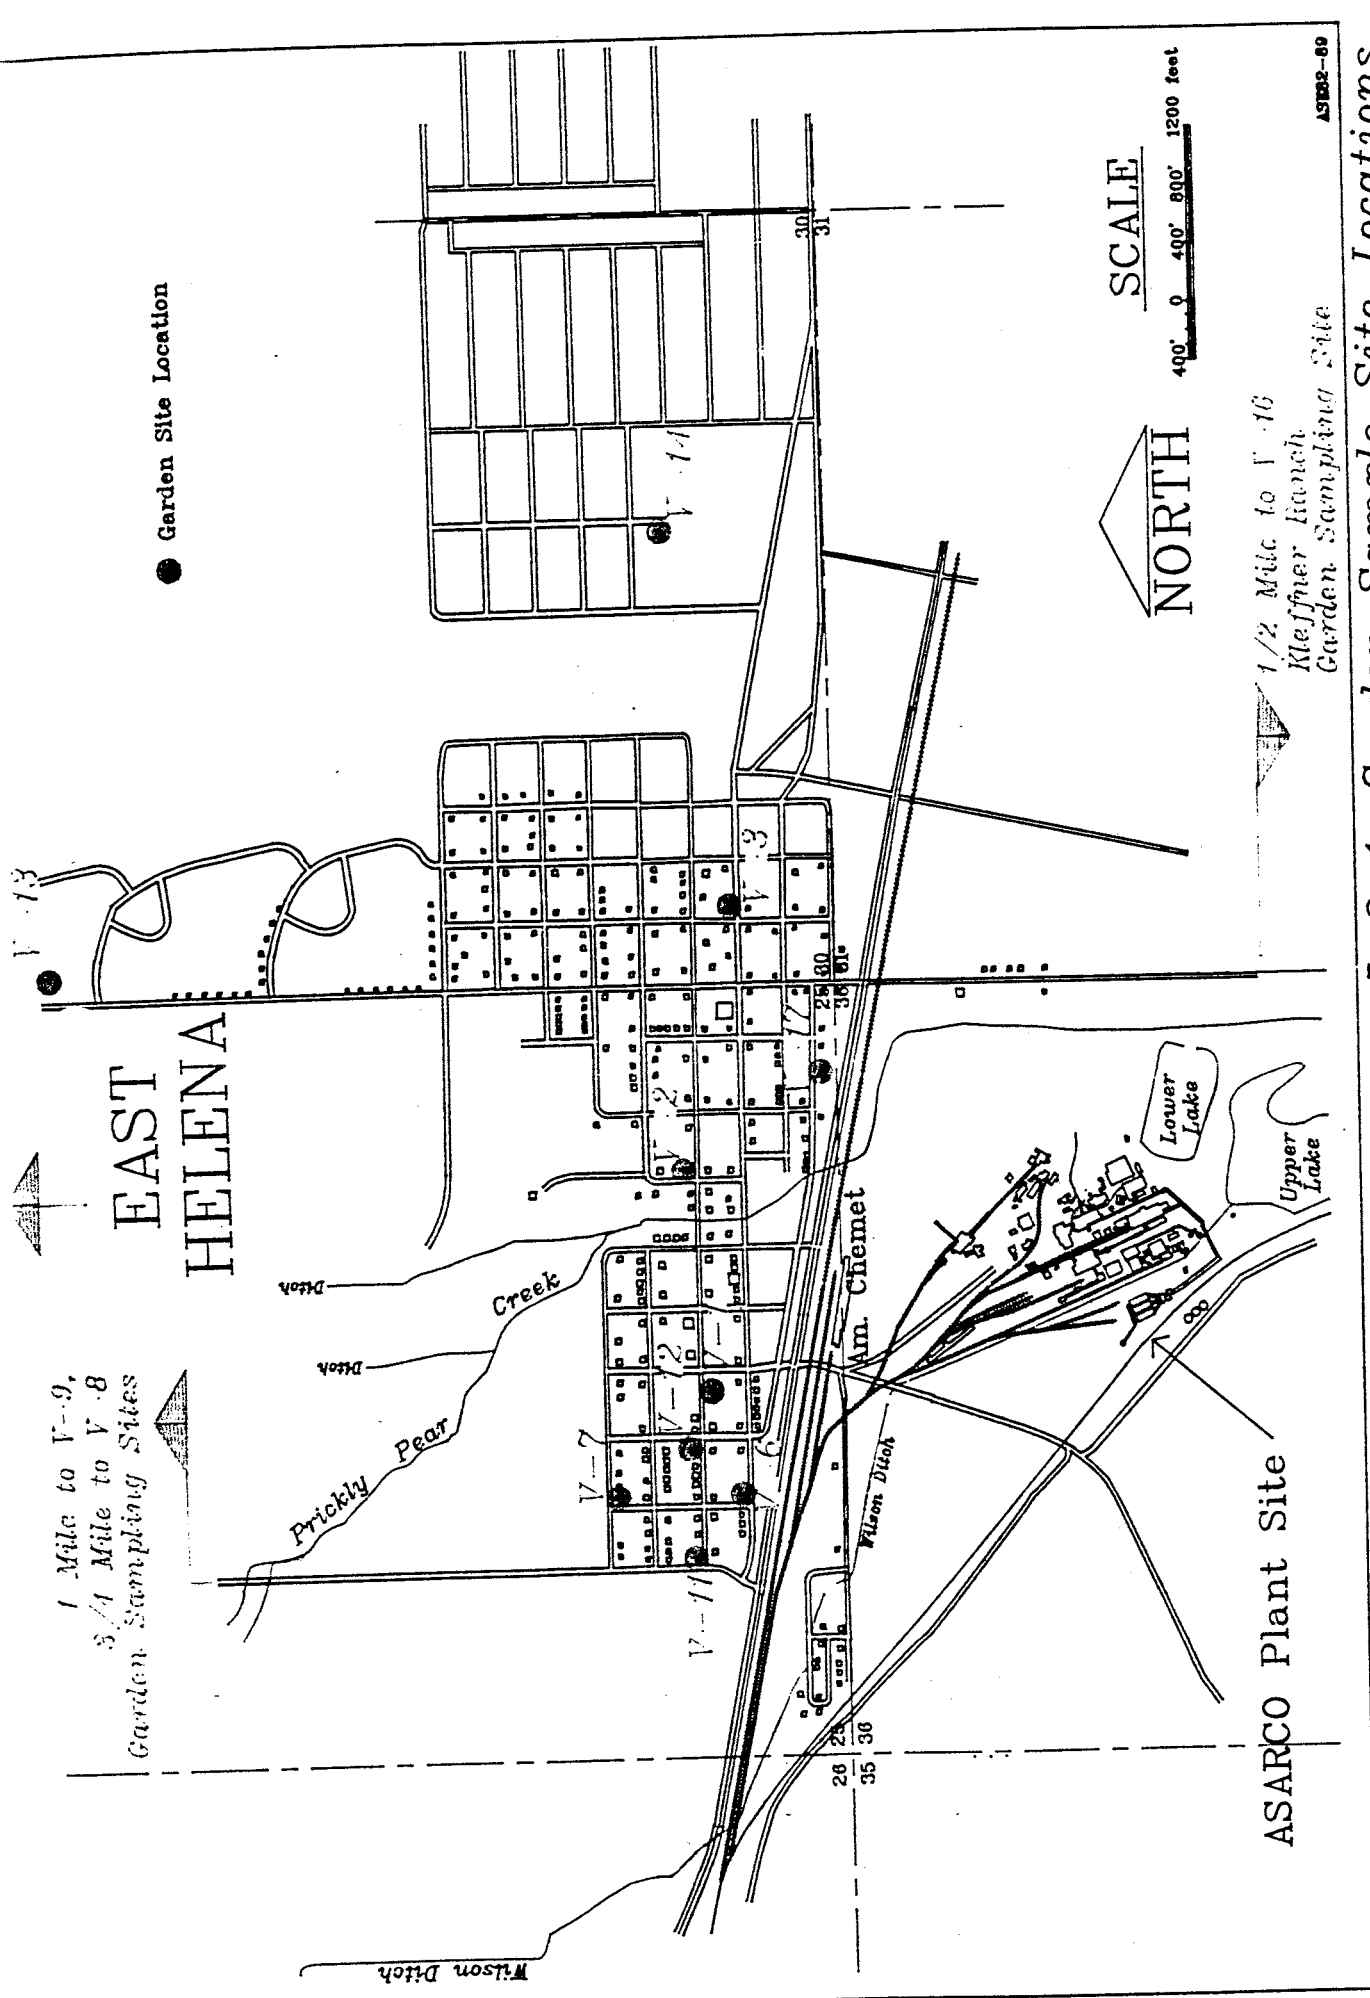 Garden Site Location
EAST
HELENA
1 Mile to V-9,
3/4 Mile to V-8
Garden Sampling Sites
Ditch
Ditch
Prickly Pear Creek
Wilson Ditch
Wilson Ditch
V-13
V-14
V-3
V-2
V-12
V-7
V-6
V-11
30
31
25
36
26
35
25
36
30
31
Am. Chemet
Lower
Lake
Upper
Lake
ASARCO Plant Site
NORTH
SCALE
400' 0 400' 800' 1200 feet
1/2 Mile to 16
Kleffner Ranch
Garden Sampling Site
Sample Site Locations